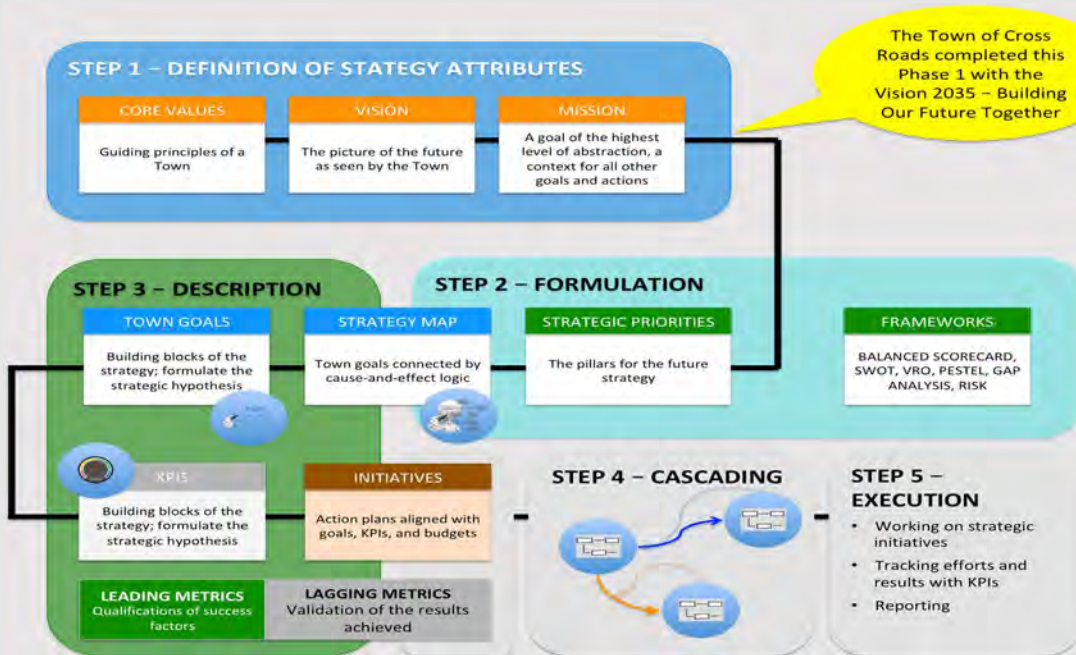 The Town of Cross
Roads completed this
Phase 1 with the
Vision 2035 – Building
Our Future Together
STEP 1 – DEFINITION OF STATEGY ATTRIBUTES
CORE VALUES
Guiding principles of a
Town
VISION
The picture of the future
as seen by the Town
MISSION
A goal of the highest
level of abstraction, a
context for all other
goals and actions
STEP 3 – DESCRIPTION
STEP 2 – FORMULATION
TOWN GOALS
Building blocks of the
strategy; formulate the
strategic hypothesis
STRATEGY MAP
Town goals connected by
cause-and-effect logic
STRATEGIC PRIORITIES
The pillars for the future
strategy
FRAMEWORKS
BALANCED SCORECARD,
SWOT, VRO, PESTEL, GAP
ANALYSIS, RISK
KPIS
Building blocks of the
strategy; formulate the
strategic hypothesis
INITIATIVES
Action plans aligned with
goals, KPIs, and budgets
LEADING METRICS
Qualifications of success
factors
LAGGING METRICS
Validation of the results
achieved
STEP 4 – CASCADING
STEP 5 –
EXECUTION
• Working on strategic
initiatives
• Tracking efforts and
results with KPIs
• Reporting